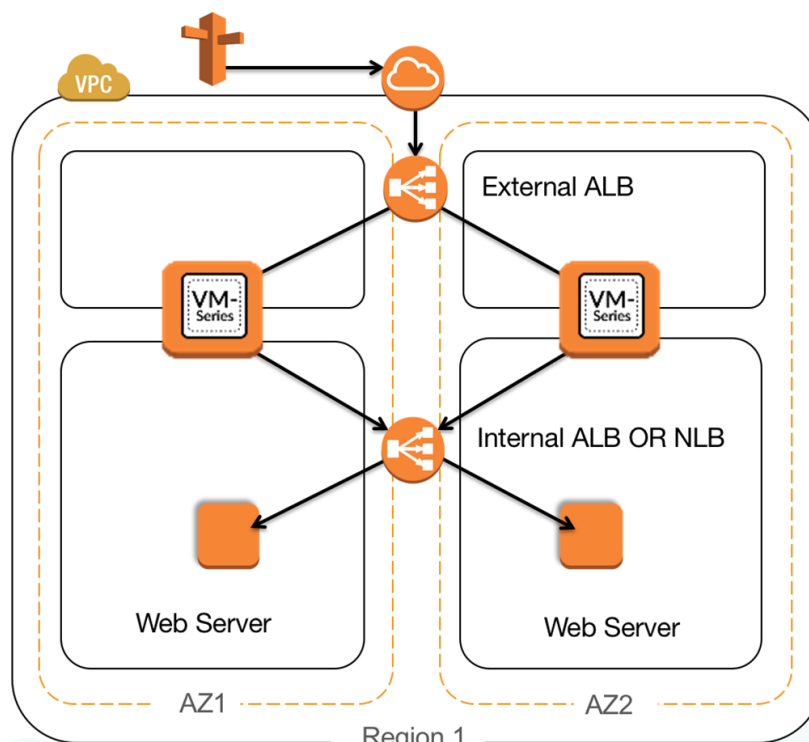 VPC
External ALB
VM-
Series
VM-
Series
Internal ALB OR NLB
Web Server
Web Server
AZ1
AZ2
Region 1